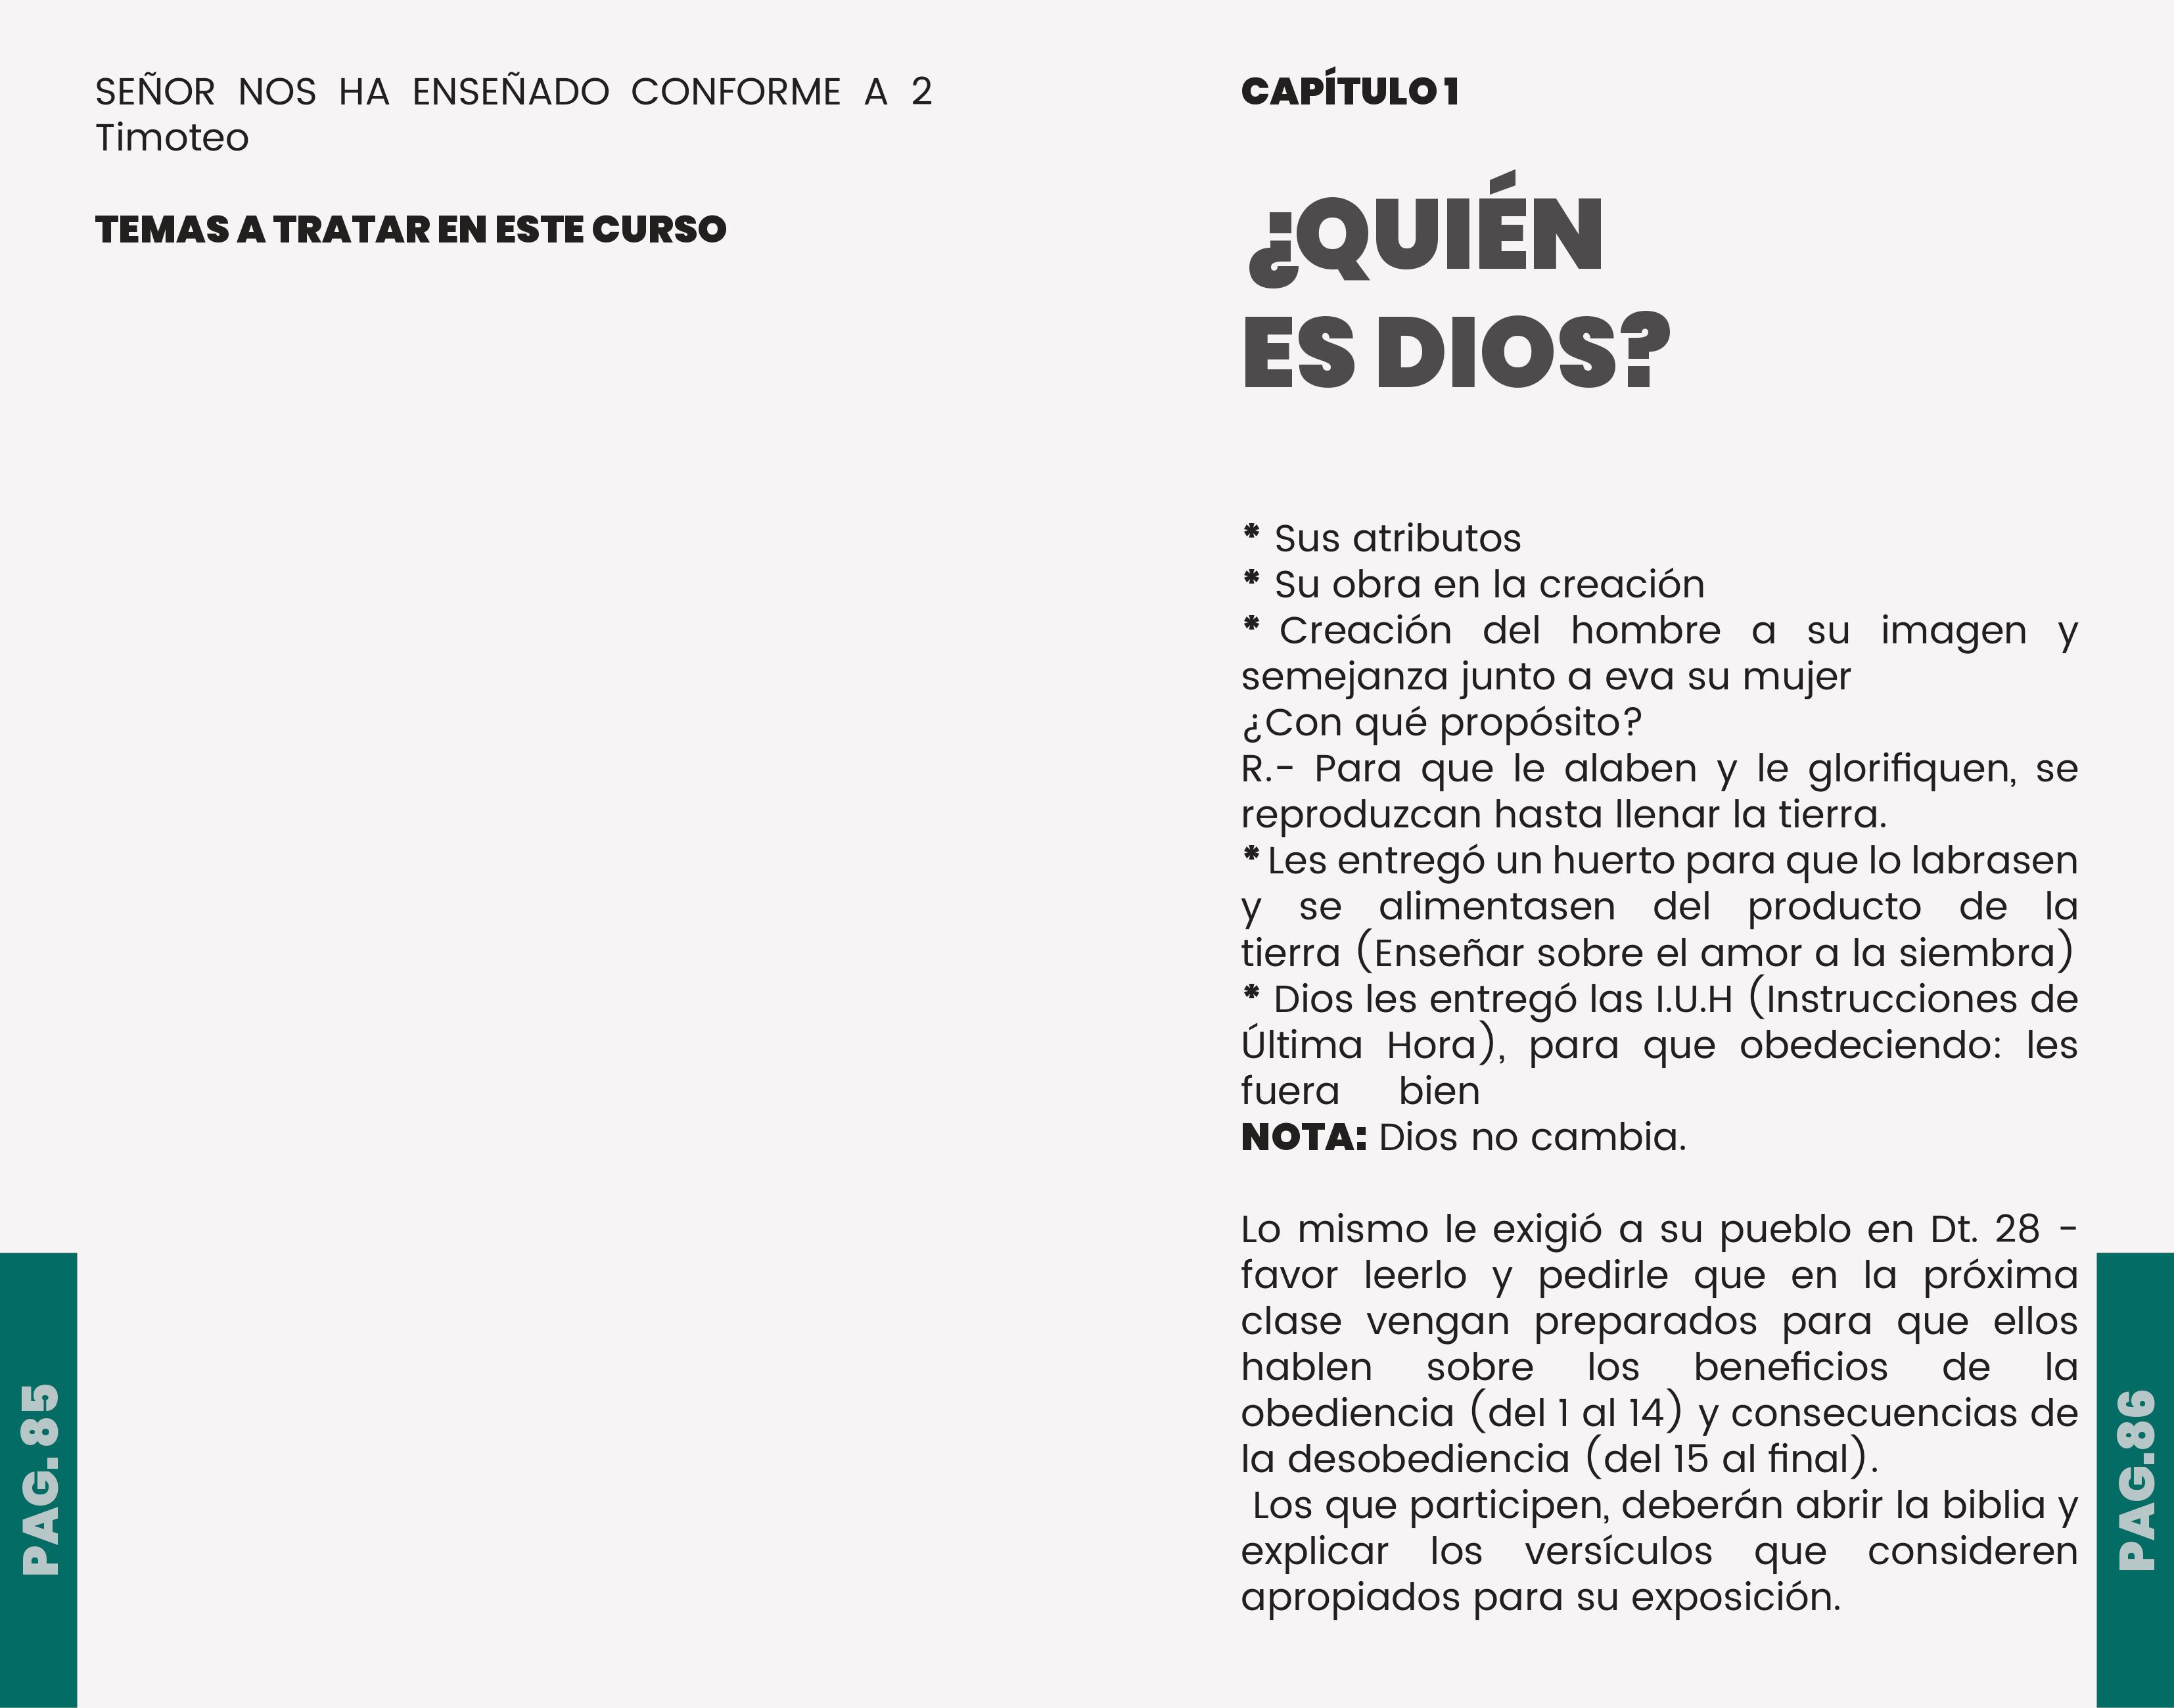 SEÑOR NOS HA ENSEÑADO CONFORME A 2
Timoteo
TEMAS A TRATAR EN ESTE CURSO
PAG. 85
CAPÍTULO 1
¿QUIÉN
ES DIOS?
* Sus atributos
* Su obra en la creación
* Creación del hombre a su imagen y
semejanza junto a eva su mujer
¿Con qué propósito?
R.- Para que le alaben y le glorifiquen, se
reproduzcan hasta llenar la tierra.
* Les entregó un huerto para que lo labrasen
y se alimentasen del producto de la
tierra (Enseñar sobre el amor a la siembra)
* Dios les entregó las I.U.H (Instrucciones de
Última Hora), para que obedeciendo: les
fuera bien
NOTA: Dios no cambia.
Lo mismo le exigió a su pueblo en Dt. 28 -
favor leerlo y pedirle que en la próxima
clase vengan preparados para que ellos
hablen sobre los beneficios de la
obediencia (del 1 al 14) y consecuencias de
la desobediencia (del 15 al final).
Los que participen, deberán abrir la biblia y
explicar los versículos que consideren
apropiados para su exposición.
PAG.86